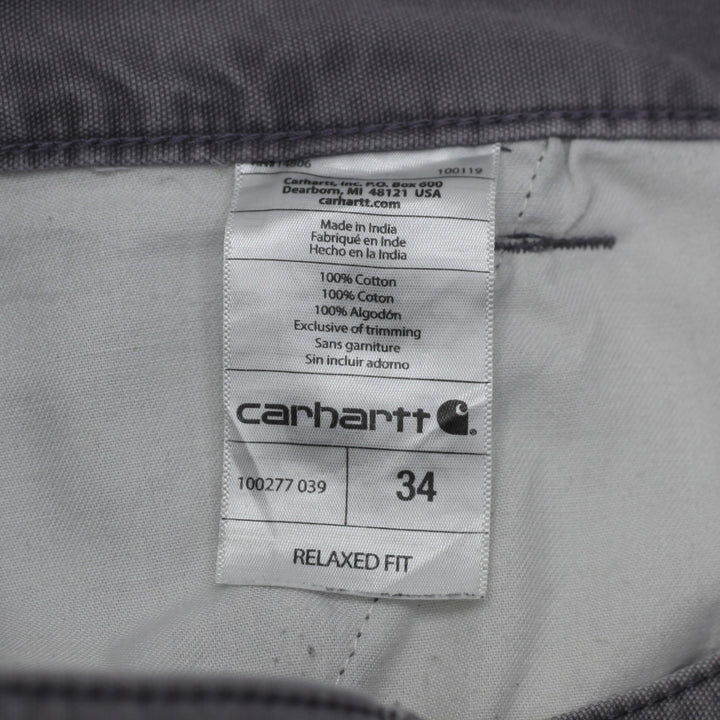 100119
Carhartt, Inc. P.O. Box 600
Dearborn, MI 48121 USA
carhartt.com
Made in India
Fabriqué en Inde
Hecho en la India
100% Cotton
100% Coton
100% Algodón
Exclusive of trimming
Sans garniture
Sin incluir adorno
carhartt
100277 039
34
RELAXED FIT